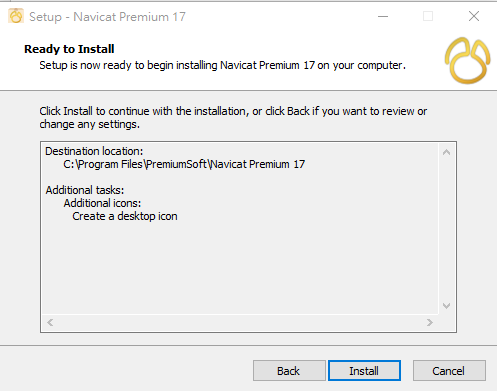 Setup - Navicat Premium 17
Ready to Install
Setup is now ready to begin installing Navicat Premium 17 on your computer.
Click Install to continue with the installation, or click Back if you want to review or
change any settings.
Destination location:
C:\Program Files\PremiumSoft\Navicat Premium 17
Additional tasks:
Additional icons:
Create a desktop icon
Back
Install
Cancel